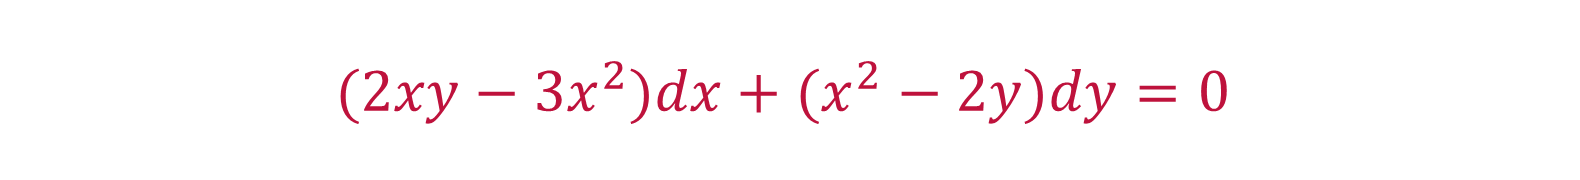 (2xy − 3x²)dx + (x² − 2y)dy = 0